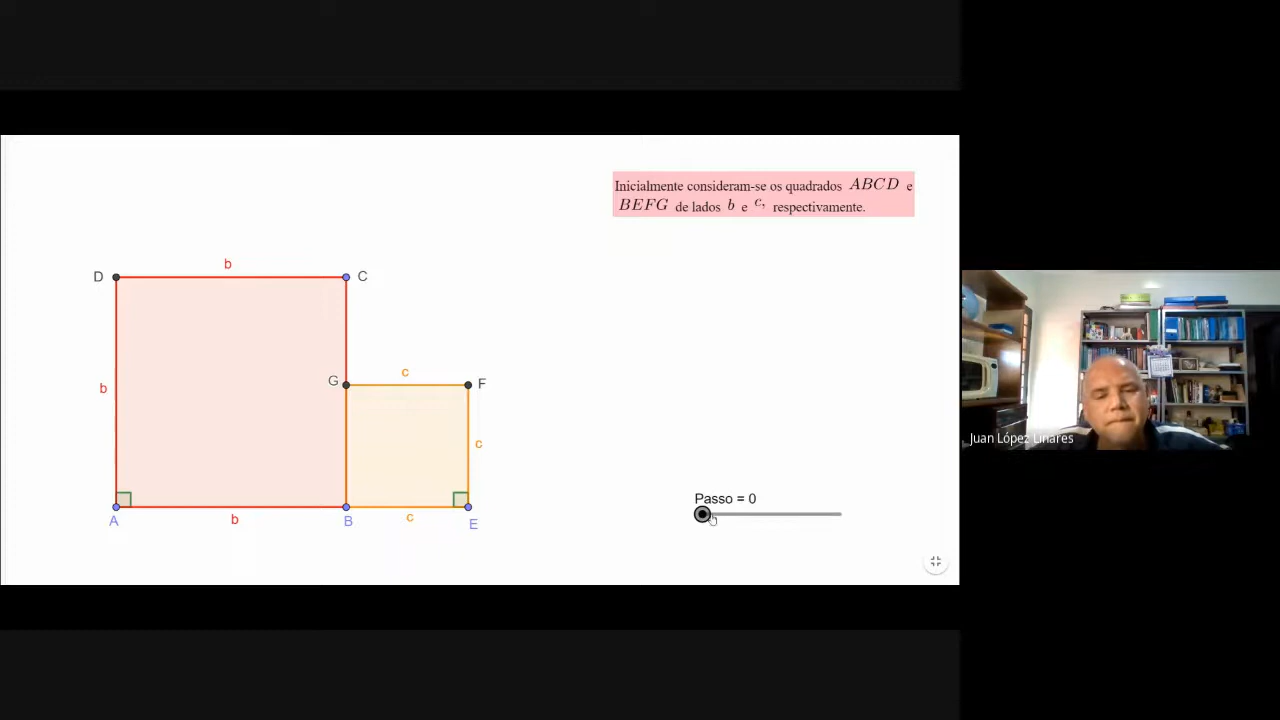 Inicialmente consideram-se os quadrados ABCD e
BEFG de lados b e c, respectivamente.
b
D
C
b
G
c
F
c
Juan López Linares
Passo = 0
A
b
B
c
E